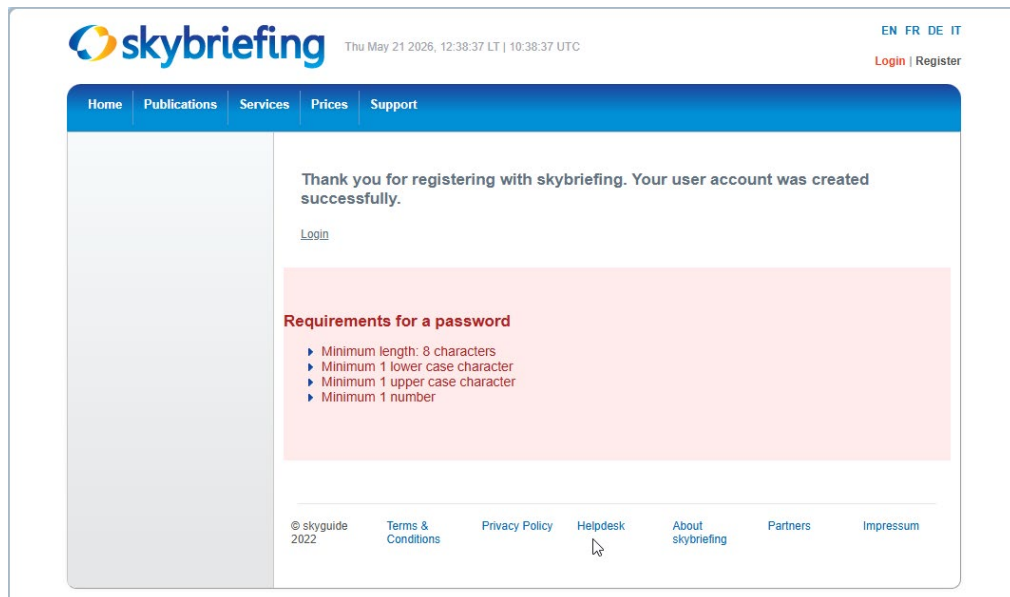 skybriefing
Thu May 21 2026, 12:38:37 LT | 10:38:37 UTC
EN FR DE IT
Login | Register
Home Publications Services Prices Support
Thank you for registering with skybriefing. Your user account was created
successfully.
Login
Requirements for a password
Minimum length: 8 characters
Minimum 1 lower case character
Minimum 1 upper case character
Minimum 1 number
© skyguide
2022
Terms &
Conditions
Privacy Policy
Helpdesk
About
skybriefing
Partners
Impressum